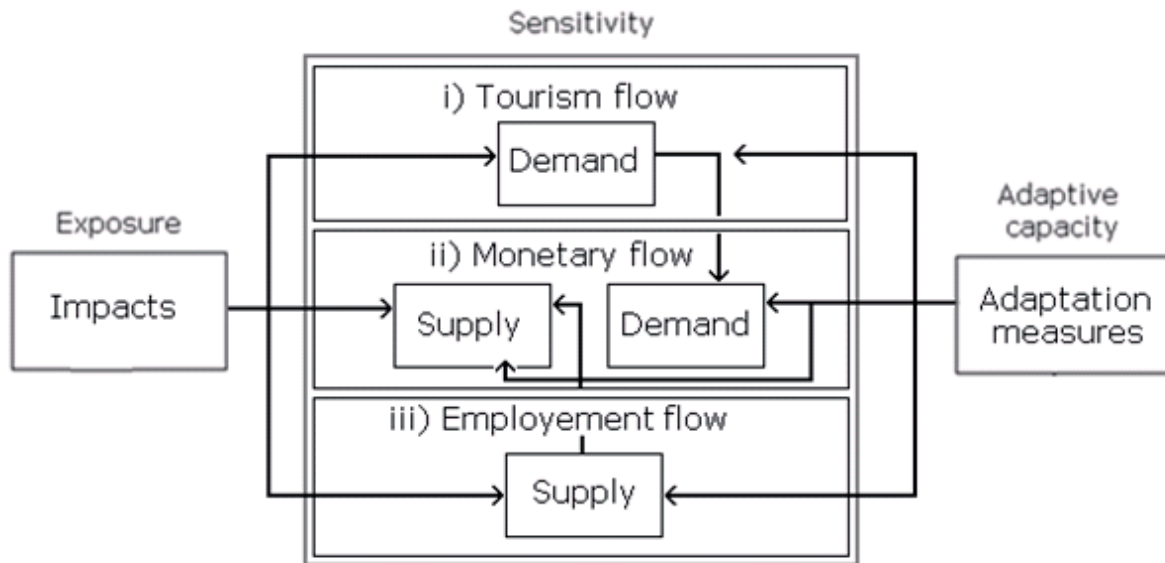 Sensitivity
i) Tourism flow
Demand
Exposure
Impacts
ii) Monetary flow
Supply
Demand
Adaptive
capacity
Adaptation
measures
iii) Employement flow
Supply